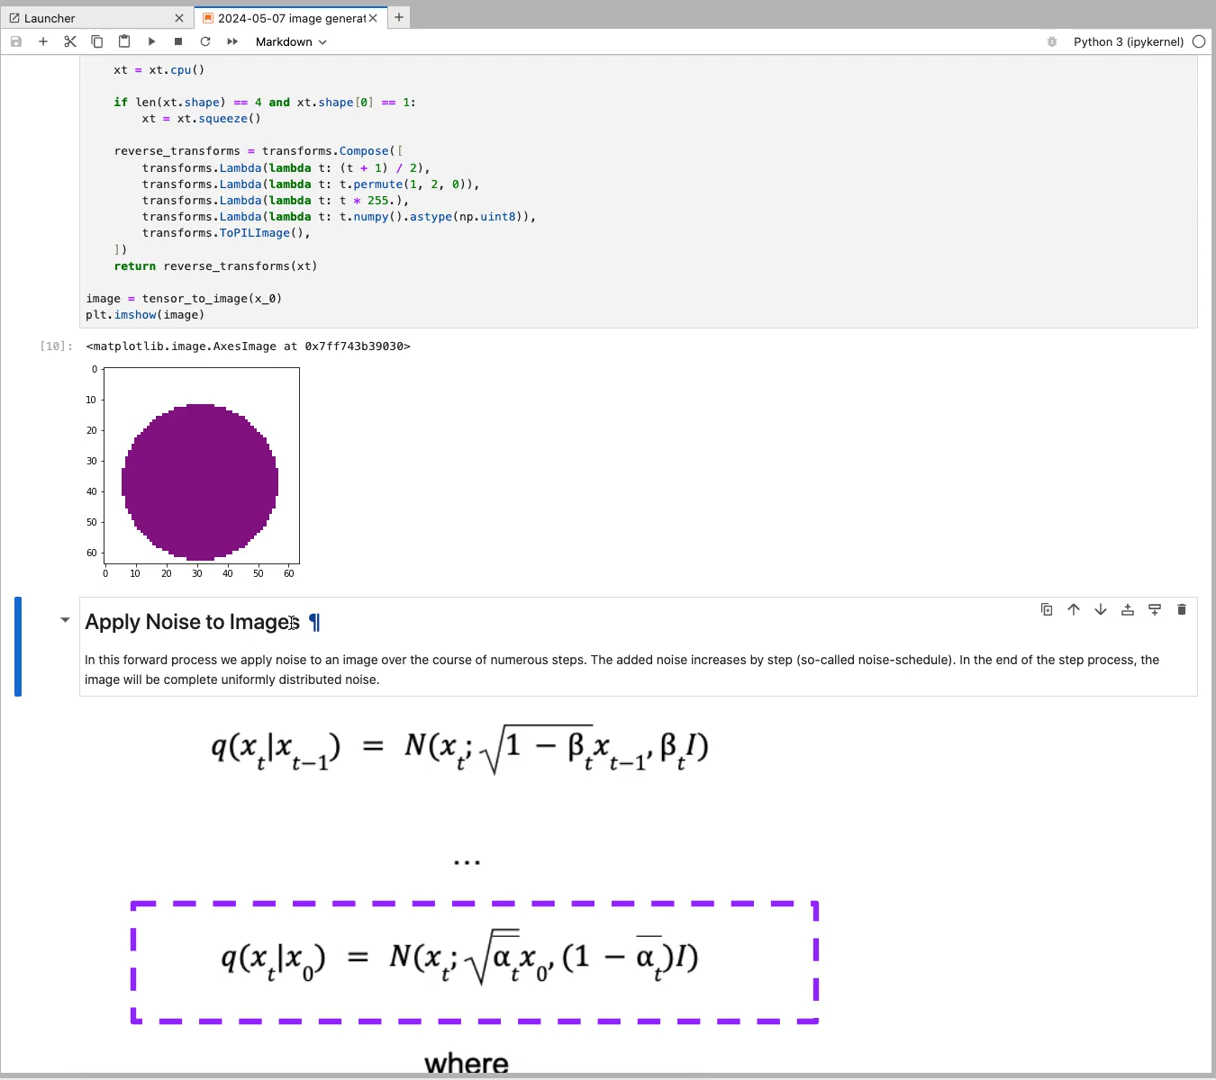 Launcher
2024-05-07 image generat
Markdown
Python 3 (ipykernel)
xt = xt.cpu()
if len(xt.shape) == 4 and xt.shape[0] == 1:
xt = xt.squeeze()
reverse_transforms = transforms.Compose([
transforms.Lambda(lambda t: (t + 1) / 2),
transforms.Lambda(lambda t: t.permute(1, 2, 0)),
transforms.Lambda(lambda t: t * 255.),
transforms.Lambda(lambda t: t.numpy().astype(np.uint8)),
transforms.ToPILImage(),
])
return reverse_transforms(xt)
image = tensor_to_image(x_0)
plt.imshow(image)
[10]: <matplotlib.image.AxesImage at 0x7ff743b39030>
0
10
20
30
40
50
60
0 10 20 30 40 50 60
Apply Noise to Images ¶
In this forward process we apply noise to an image over the course of numerous steps. The added noise increases by step (so-called noise-schedule). In the end of the step process, the
image will be complete uniformly distributed noise.
q(x_t|x_{t−1}) = N(x_t; √(1 − β_t) x_{t−1}, β_t I)
...
q(x_t|x_0) = N(x_t; √(α̅_t) x_0, (1 − α̅_t)I)
where